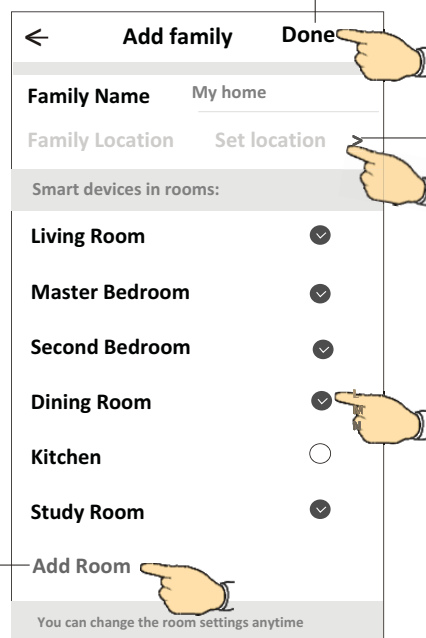 Add family Done
Family Name My home
Family Location Set location
Smart devices in rooms:
Living Room
Master Bedroom
Second Bedroom
Dining Room
Kitchen
Study Room
Add Room
You can change the room settings anytime